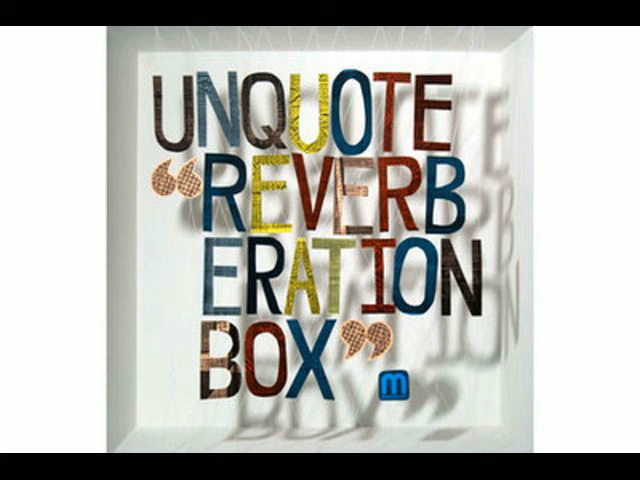 UNQUOTE
“REVERB
ERATION
BOX”
m